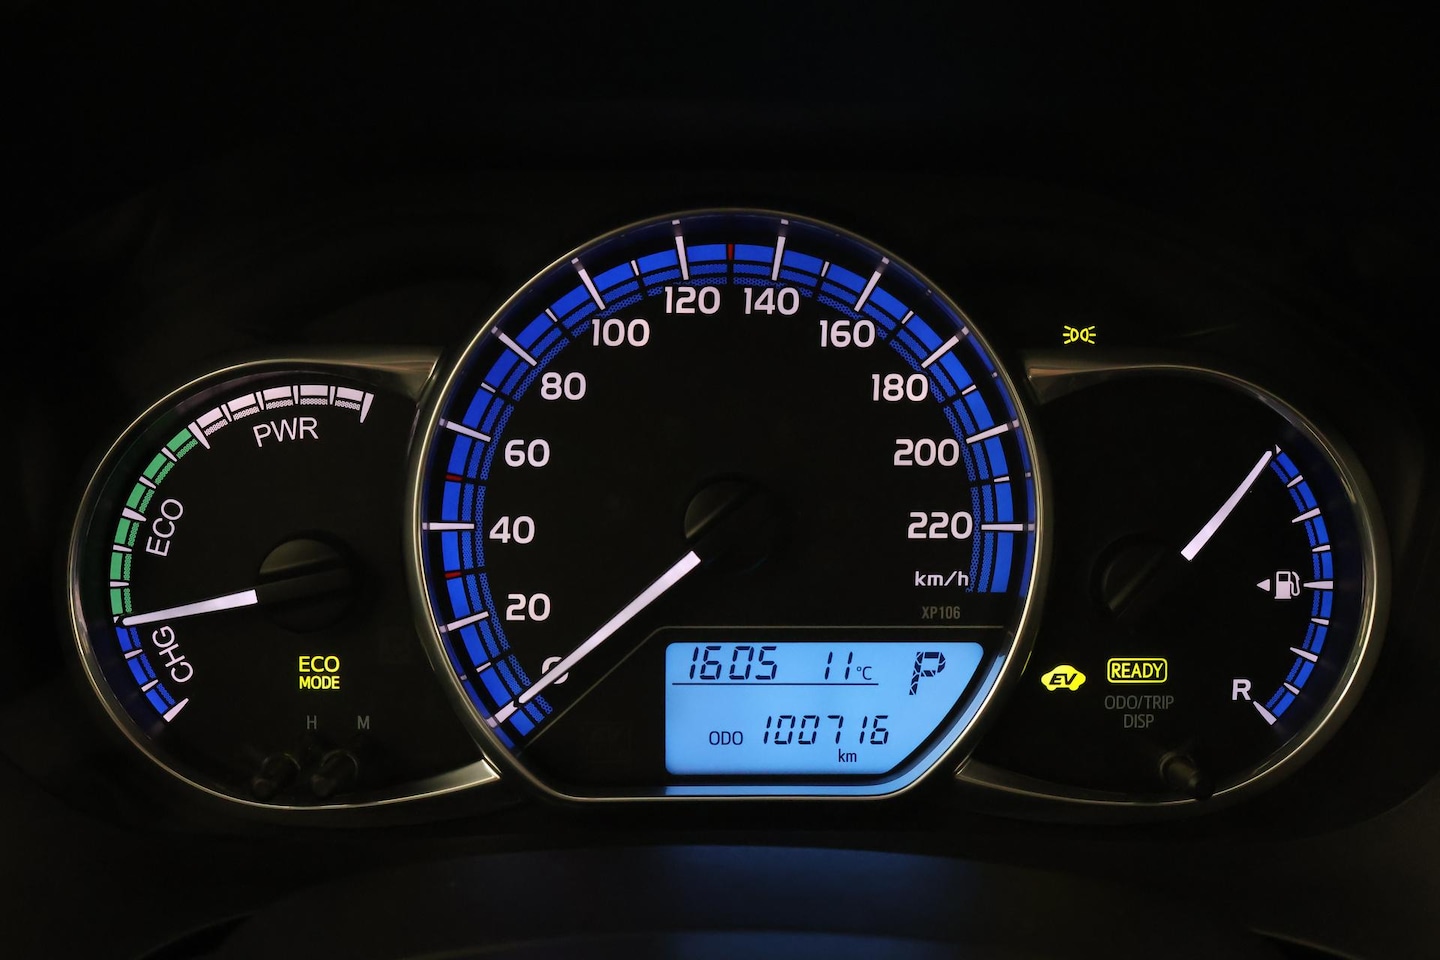 PWR
ECO
CHG
ECO
MODE
H M
0
20
40
60
80
100
120
140
160
180
200
220
km/h
XP106
1605 11°C P
ODO 100716
km
EV READY
ODO/TRIP
DISP
R